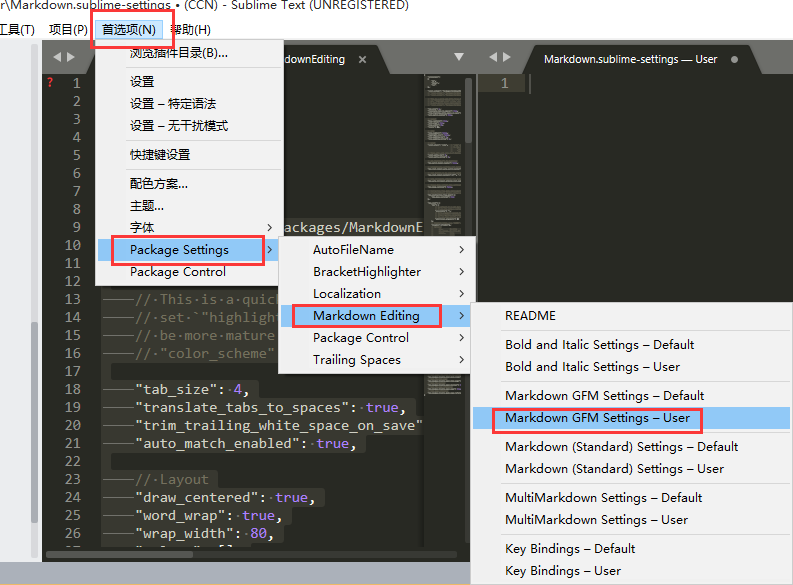 r\Markdown.sublime-settings • (CCN) - Sublime Text (UNREGISTERED)
工具(T) 项目(P) 首选项(N) 帮助(H)
浏览插件目录(B)...
设置
设置 – 特定语法
设置 – 无干扰模式
快捷键设置
配色方案...
主题...
字体
Package Settings
Package Control
AutoFileName
BracketHighlighter
Localization
Markdown Editing
Package Control
Trailing Spaces
README
Bold and Italic Settings – Default
Bold and Italic Settings – User
Markdown GFM Settings – Default
Markdown GFM Settings – User
Markdown (Standard) Settings – Default
Markdown (Standard) Settings – User
MultiMarkdown Settings – Default
MultiMarkdown Settings – User
Key Bindings – Default
Key Bindings – User
downEditing
Markdown.sublime-settings — User
1
? 1
2
3
4
5
6
7
8
9 ackages/MarkdownE
10
11
12
13 // This is a quick
14 // set `"highlight
15 // be more mature
16 // "color_scheme"
17
18 "tab_size": 4,
19 "translate_tabs_to_spaces": true,
20 "trim_trailing_white_space_on_save"
21 "auto_match_enabled": true,
22
23 // Layout
24 "draw_centered": true,
25 "word_wrap": true,
26 "wrap_width": 80,